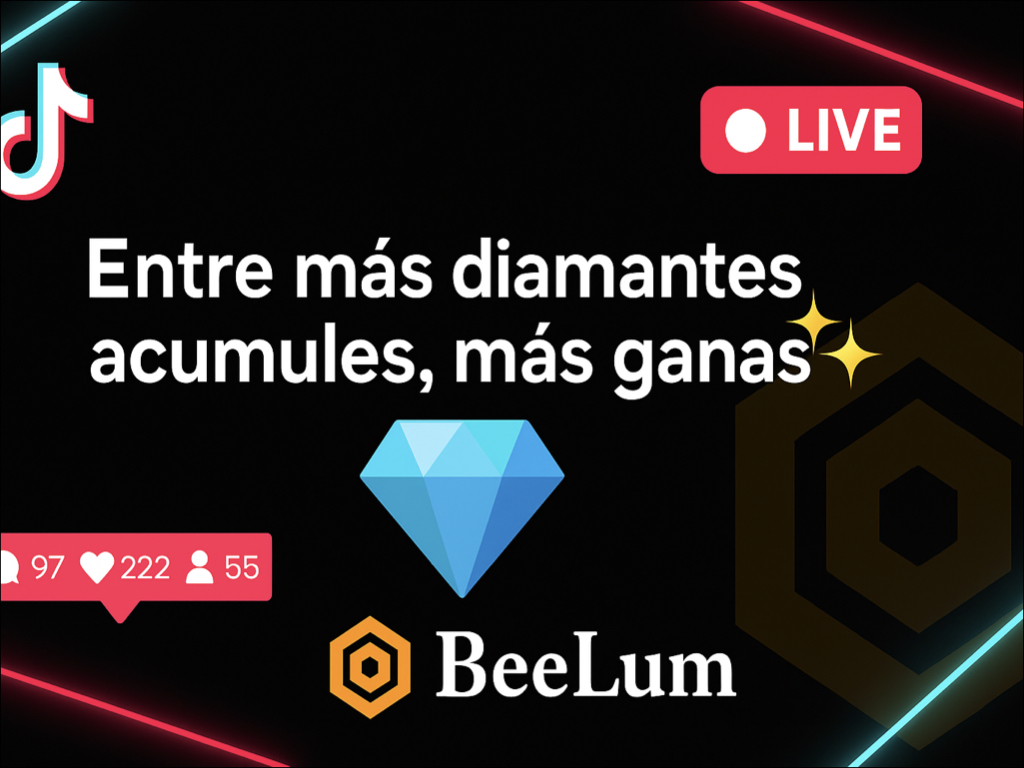 LIVE
Entre más diamantes
acumules, más ganas
97 222 55
BeeLum